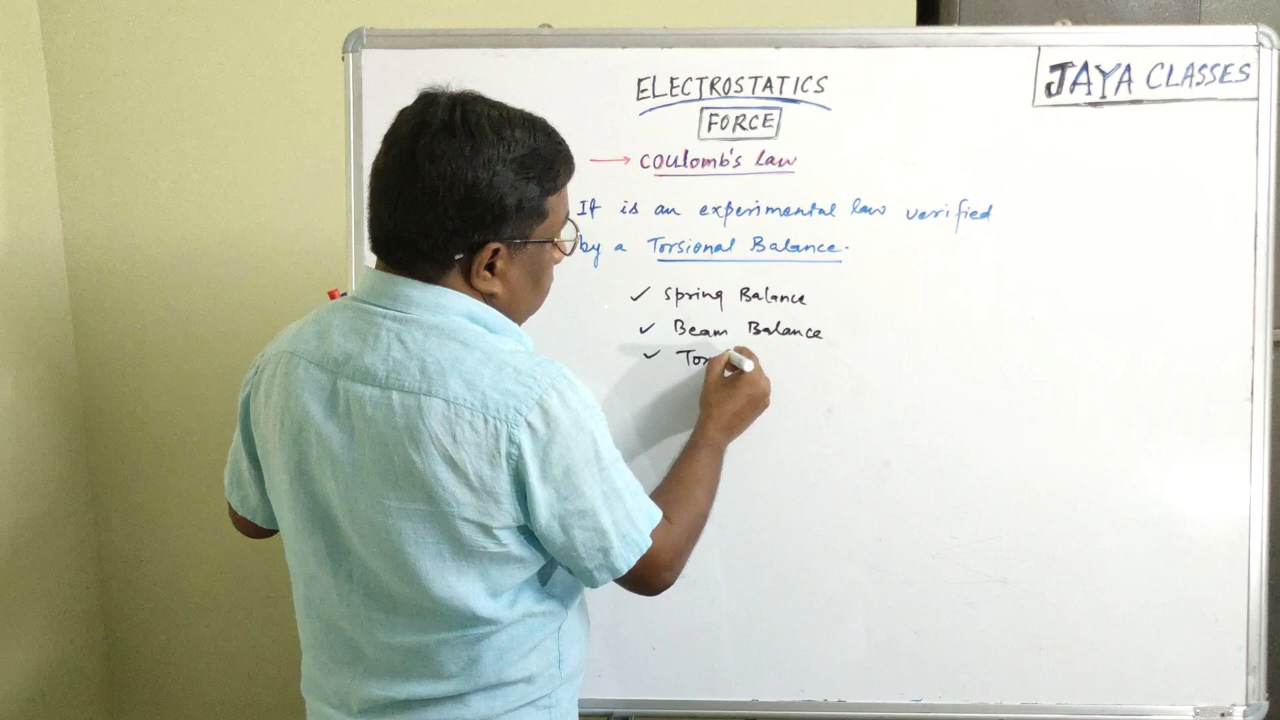 JAYA CLASSES
ELECTROSTATICS
FORCE
→ COUlomb's law
It is an experimental law verified
by a Torsional Balance.
✓ Spring Balance
✓ Beam Balance
✓ Tor